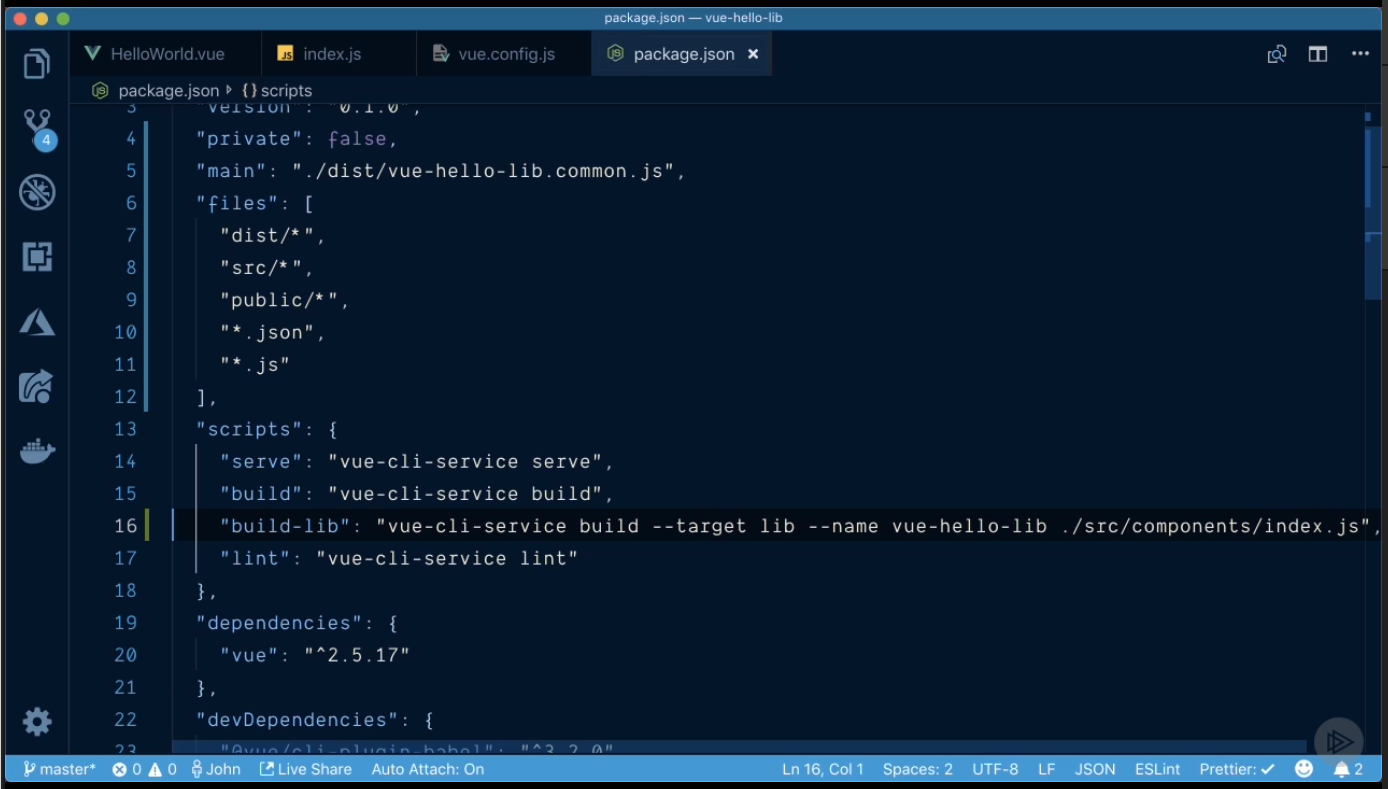 package.json — vue-hello-lib
HelloWorld.vue
JS index.js
vue.config.js
JS package.json ×
JS package.json {} scripts
4
3 "version": "0.1.0",
4 "private": false,
5 "main": "./dist/vue-hello-lib.common.js",
6 "files": [
7 "dist/*",
8 "src/*",
9 "public/*",
10 "*.json",
11 "*.js"
12 ],
13 "scripts": {
14 "serve": "vue-cli-service serve",
15 "build": "vue-cli-service build",
16 "build-lib": "vue-cli-service build --target lib --name vue-hello-lib ./src/components/index.js",
17 "lint": "vue-cli-service lint"
18 },
19 "dependencies": {
20 "vue": "^2.5.17"
21 },
22 "devDependencies": {
23 "@vue/cli-plugin-babel": "^3.2.0"
master* 0 0 John Live Share Auto Attach: On Ln 16, Col 1 Spaces: 2 UTF-8 LF JSON ESLint Prettier: ✓ 2